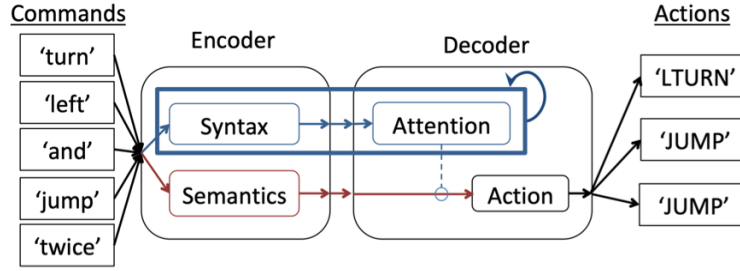 Commands
Actions
Encoder
Decoder
‘turn’
‘left’
‘and’
‘jump’
‘twice’
Syntax
Attention
Semantics
Action
‘LTURN’
‘JUMP’
‘JUMP’